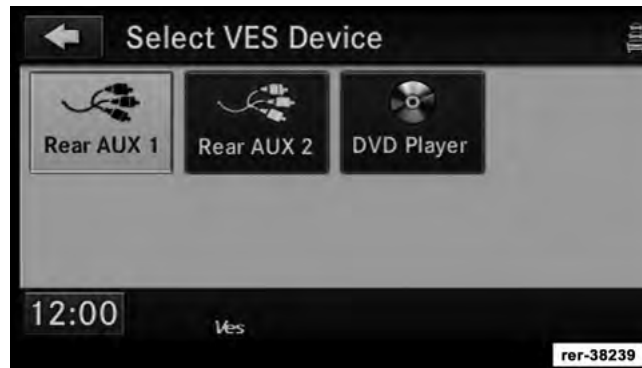 Select VES Device
Rear AUX 1 Rear AUX 2 DVD Player
12:00 Ves
rer-38239